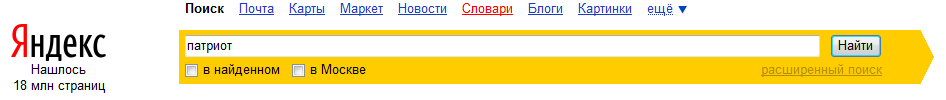 Поиск Почта Карты Маркет Новости Словари Блоги Картинки ещё
Яндекс
патриот Найти
Нашлось
18 млн страниц
в найденном в Москве расширенный поиск